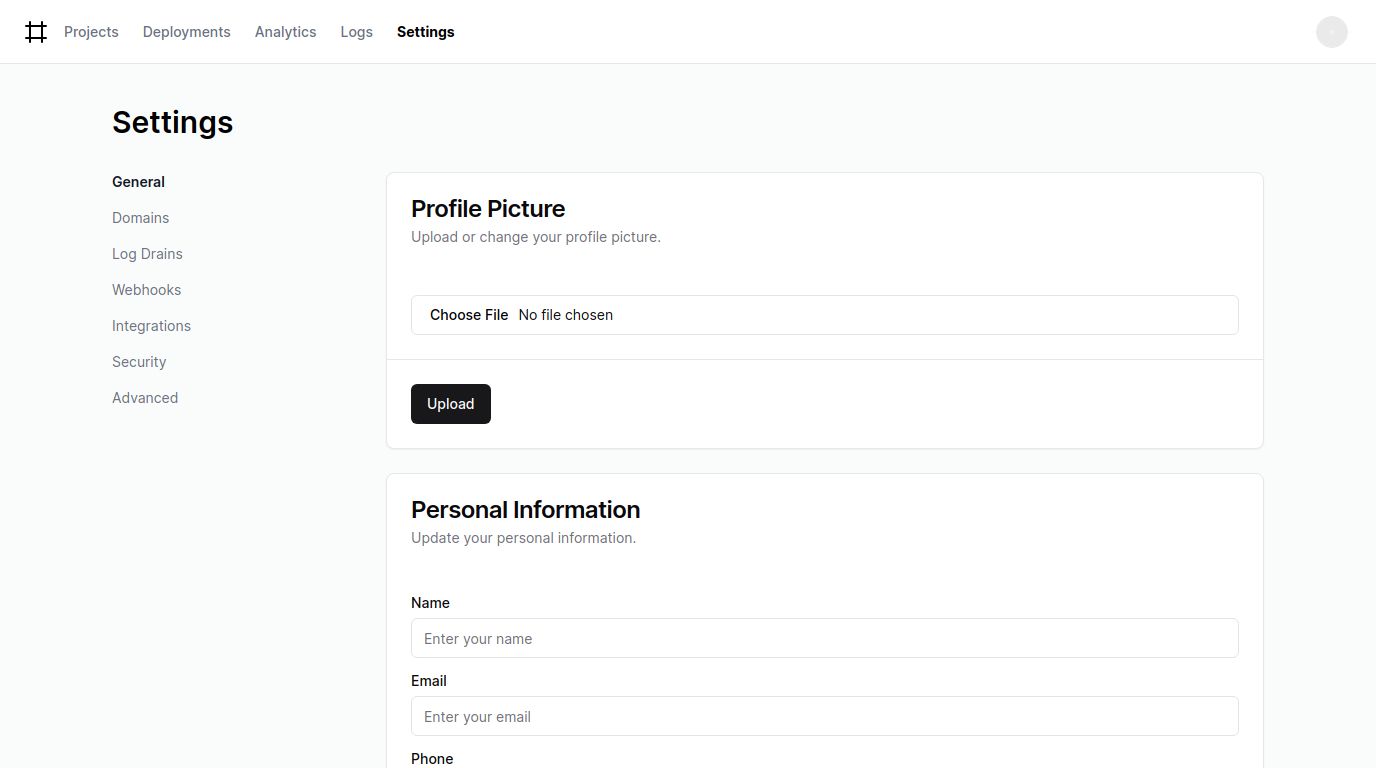 Projects Deployments Analytics Logs Settings
Settings
General
Domains
Log Drains
Webhooks
Integrations
Security
Advanced
Profile Picture
Upload or change your profile picture.
Choose File No file chosen
Upload
Personal Information
Update your personal information.
Name
Enter your name
Email
Enter your email
Phone